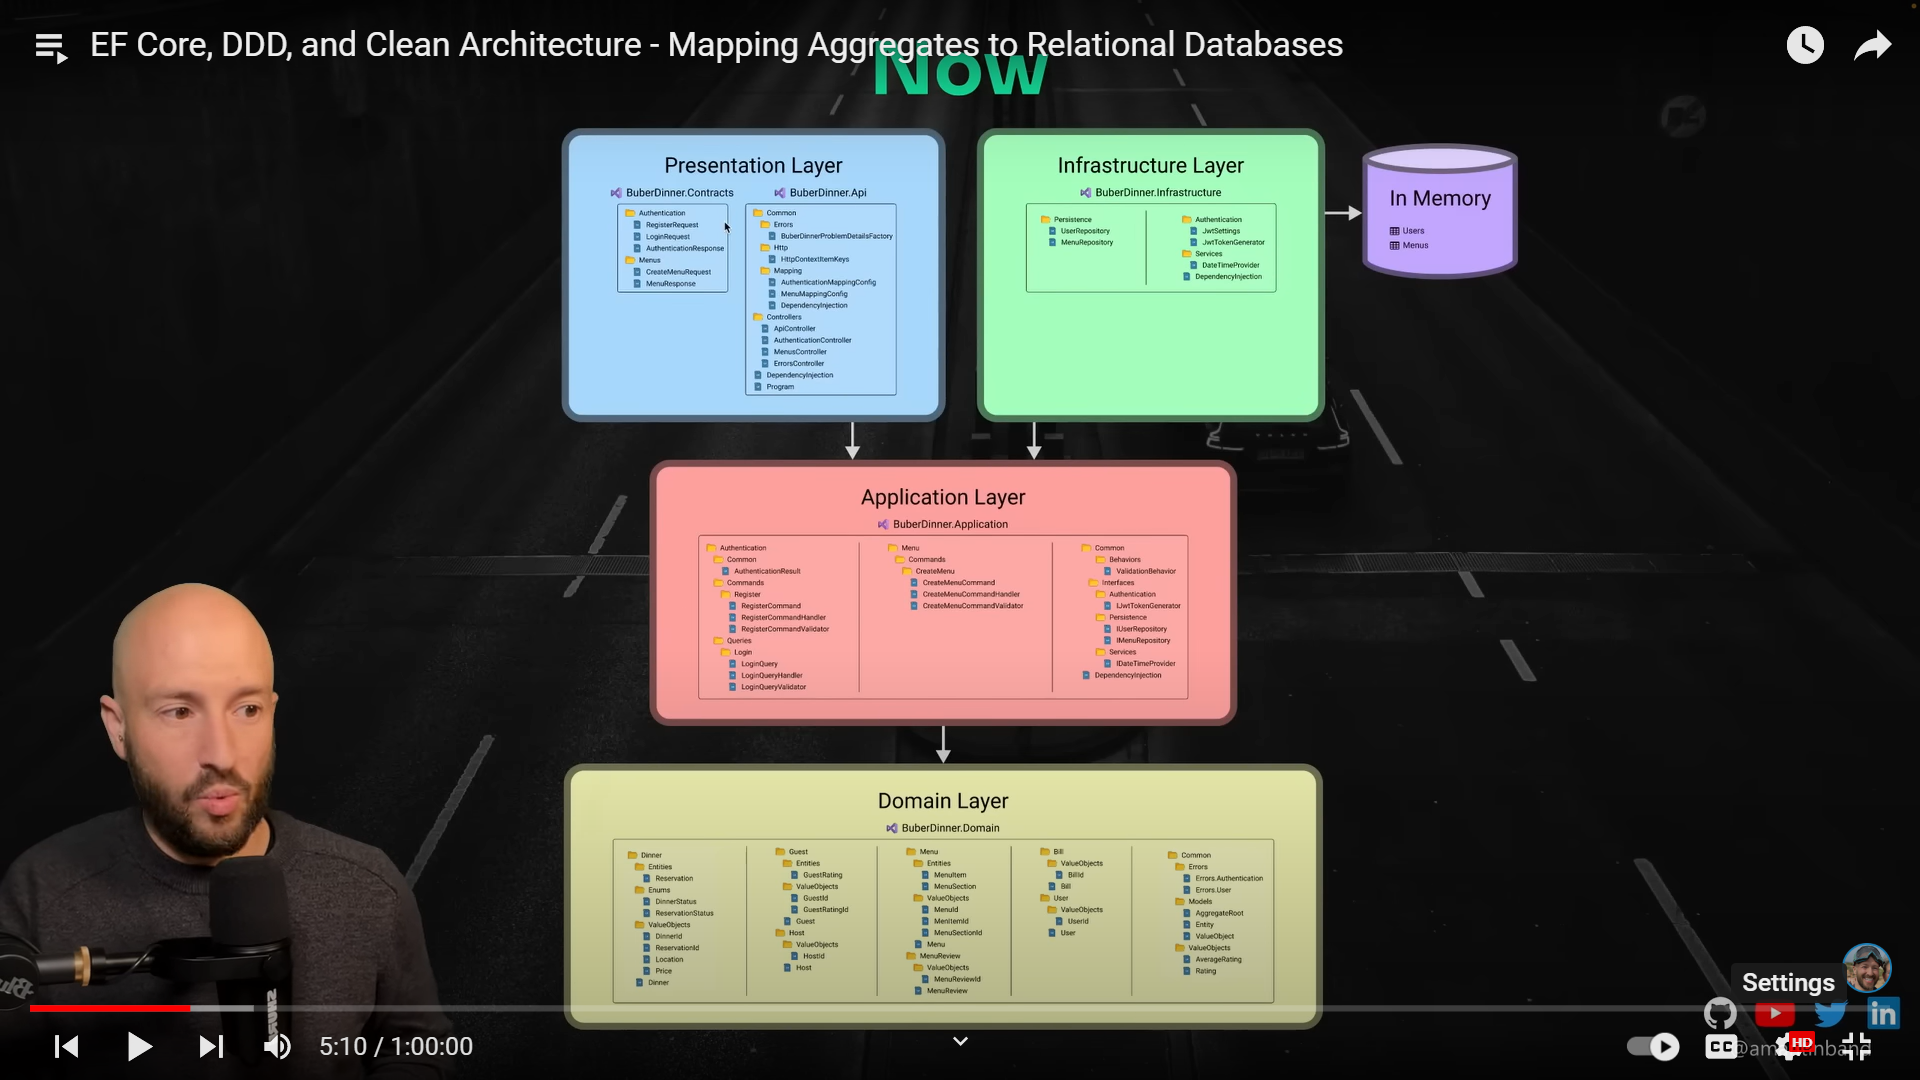 EF Core, DDD, and Clean Architecture - Mapping Aggregates to Relational Databases
Now
Presentation Layer
BuberDinner.Contracts
Authentication
RegisterRequest
LoginRequest
AuthenticationResponse
Menus
CreateMenuRequest
MenuResponse
BuberDinner.Api
Common
Errors
BuberDinnerProblemDetailsFactory
Http
HttpContextItemKeys
Mapping
AuthenticationMappingConfig
MenuMappingConfig
DependencyInjection
Controllers
ApiController
AuthenticationController
MenusController
ErrorsController
DependencyInjection
Program
Infrastructure Layer
BuberDinner.Infrastructure
Persistence
UserRepository
MenuRepository
Authentication
JwtSettings
JwtTokenGenerator
Services
DateTimeProvider
DependencyInjection
In Memory
Users
Menus
Application Layer
BuberDinner.Application
Authentication
Common
AuthenticationResult
Commands
Register
RegisterCommand
RegisterCommandHandler
RegisterCommandValidator
Queries
Login
LoginQuery
LoginQueryHandler
LoginQueryValidator
Menu
Commands
CreateMenu
CreateMenuCommand
CreateMenuCommandHandler
CreateMenuCommandValidator
Common
Behaviors
ValidationBehavior
Interfaces
Authentication
IJwtTokenGenerator
Persistence
IUserRepository
IMenuRepository
Services
IDateTimeProvider
DependencyInjection
Domain Layer
BuberDinner.Domain
Dinner
Entities
Reservation
Enums
DinnerStatus
ReservationStatus
ValueObjects
DinnerId
ReservationId
Location
Price
Dinner
Guest
Entities
GuestRating
ValueObjects
GuestId
GuestRatingId
Guest
Host
ValueObjects
HostId
Host
Menu
Entities
MenuItem
MenuSection
ValueObjects
MenuId
MenItemId
MenuSectionId
Menu
MenuReview
ValueObjects
MenuReviewId
MenuReview
Bill
ValueObjects
BillId
Bill
User
ValueObjects
UserId
User
Common
Errors
Errors.Authentication
Errors.User
Models
AggregateRoot
Entity
ValueObject
ValueObjects
AverageRating
Rating
Settings
5:10 / 1:00:00
CC
HD